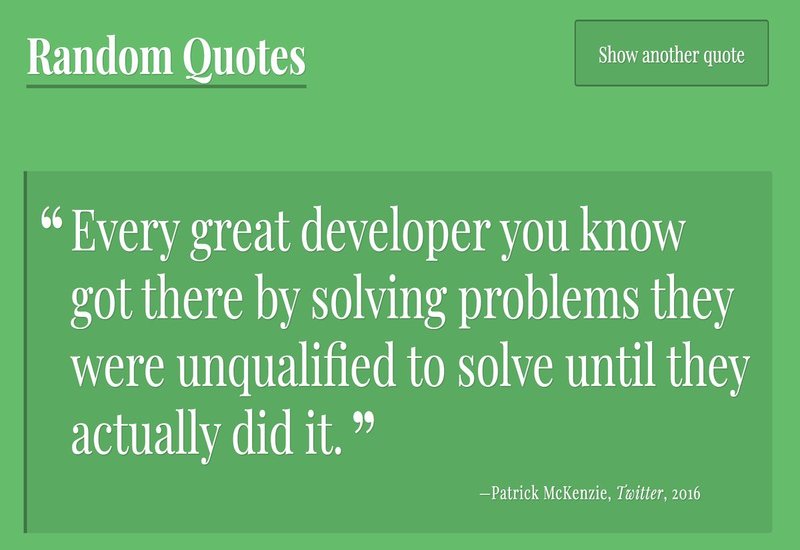 Random Quotes
Show another quote
“Every great developer you know
got there by solving problems they
were unqualified to solve until they
actually did it.”
—Patrick McKenzie, Twitter, 2016